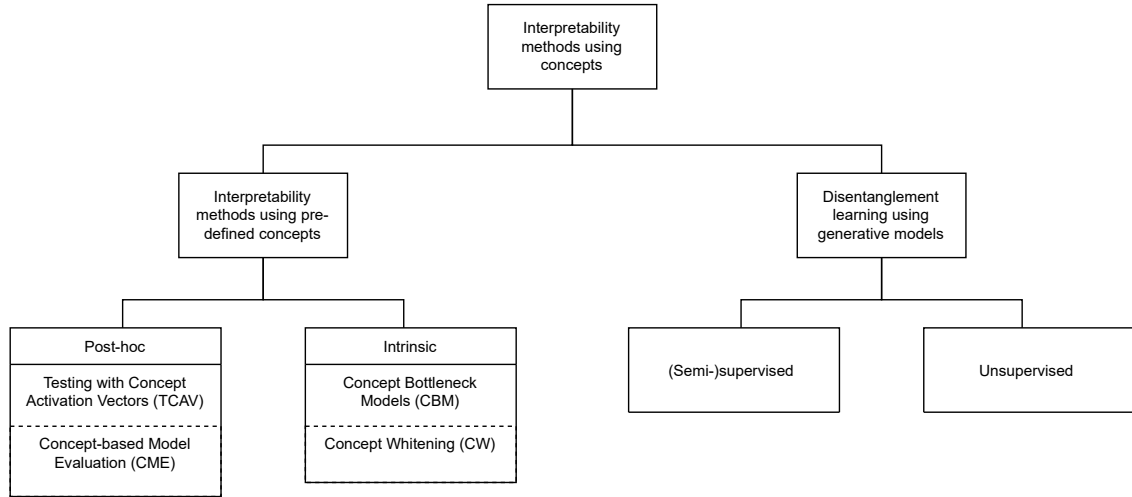 Interpretability
methods using
concepts
Interpretability
methods using pre-
defined concepts
Disentanglement
learning using
generative models
Post-hoc
Testing with Concept
Activation Vectors (TCAV)
Concept-based Model
Evaluation (CME)
Intrinsic
Concept Bottleneck
Models (CBM)
Concept Whitening (CW)
(Semi-)supervised
Unsupervised